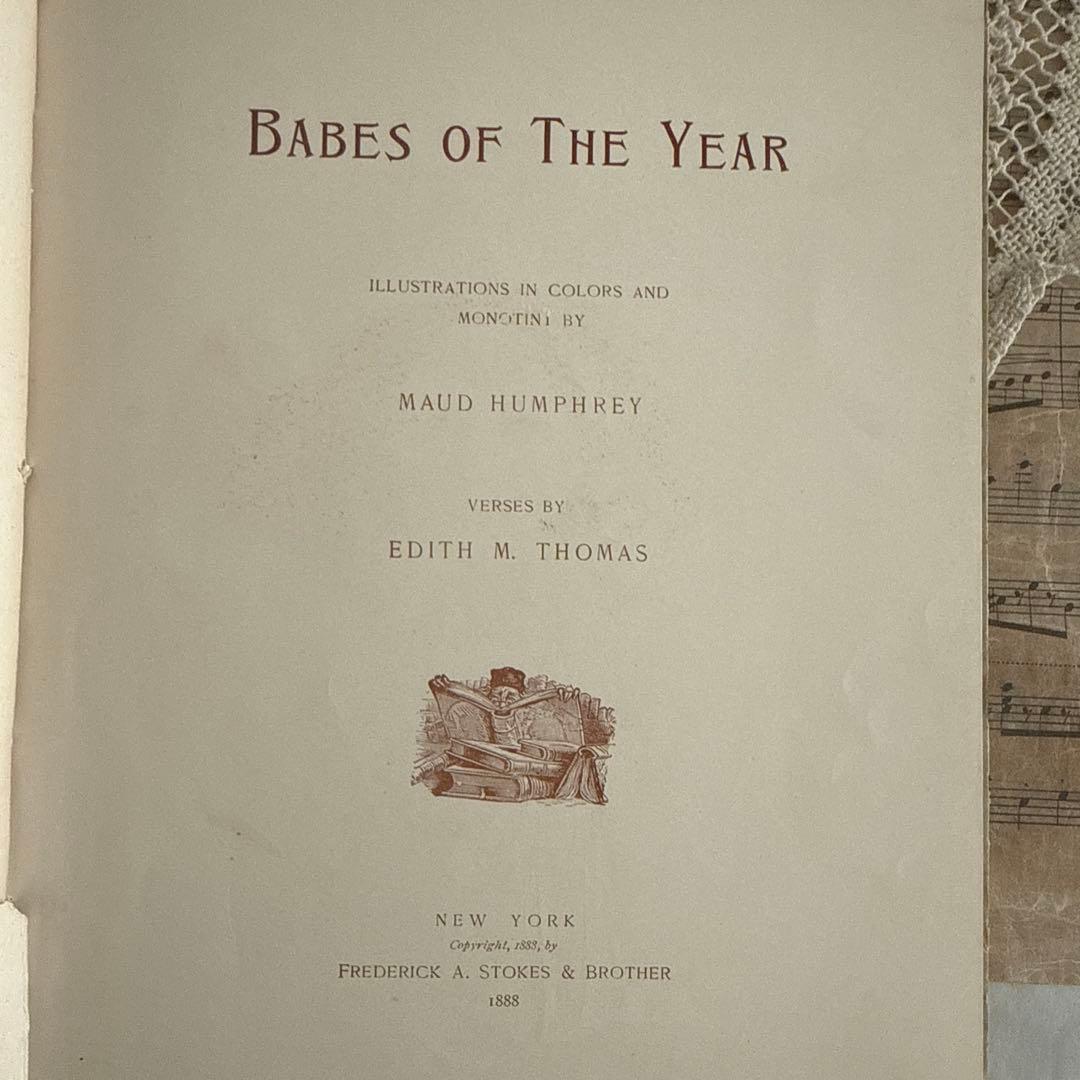 BABES OF THE YEAR
ILLUSTRATIONS IN COLORS AND
MONOTINT BY
MAUD HUMPHREY
VERSES BY
EDITH M. THOMAS
NEW YORK
Copyright, 1888, by
FREDERICK A. STOKES & BROTHER
1888